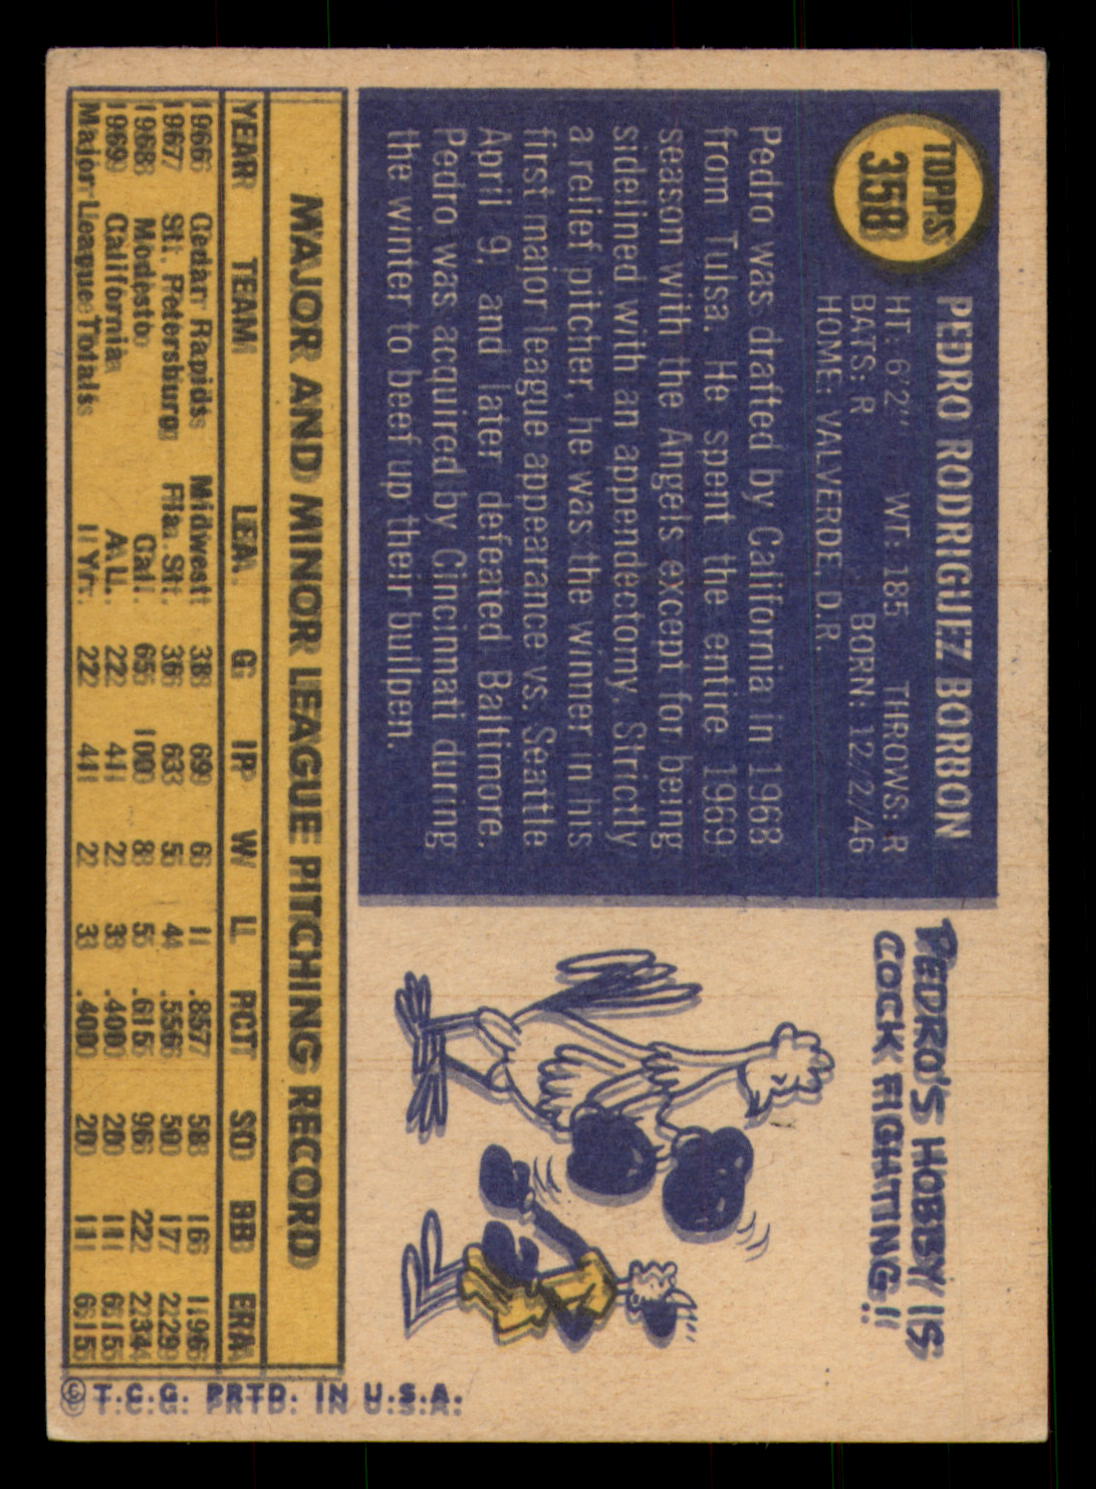 TOPPS
358
PEDRO RODRIGUEZ BORBON
HT: 6'2" WT: 185 THROWS: R
BATS: R BORN: 12/2/46
HOME: VALVERDE, D.R.
Pedro was drafted by California in 1968
from Tulsa. He spent the entire 1969
season with the Angels except for being
sidelined with an appendectomy. Strictly
a relief pitcher, he was the winner in his
first major league appearance vs. Seattle
April 9, and later defeated Baltimore.
Pedro was acquired by Cincinnati during
the winter to beef up their bullpen.
PEDRO'S HOBBY IS
COCK FIGHTING!!
MAJOR AND MINOR LEAGUE PITCHING RECORD
YEAR TEAM LEA. G IP W L PCT SO BB ERA
1966 Cedar Rapids Midwest 38 69 6 1 .857 58 16 1.96
1967 St. Petersburg Fla. St. 36 63 5 4 .556 50 17 2.29
1968 Modesto Cal. 65 100 8 5 .615 96 22 2.34
1969 California A.L. 22 41 2 3 .400 20 11 6.15
Major League Totals 1 Yr. 22 41 2 3 .400 20 11 6.15
© T.C.G. PRTD. IN U.S.A.